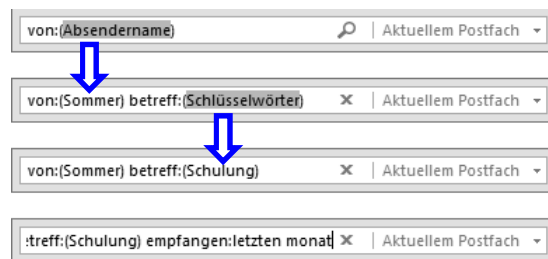 von:(Absendername) | Aktuellem Postfach
von:(Sommer) betreff:(Schlüsselwörter) | Aktuellem Postfach
von:(Sommer) betreff:(Schulung) | Aktuellem Postfach
:treff:(Schulung) empfangen:letzten monat | Aktuellem Postfach